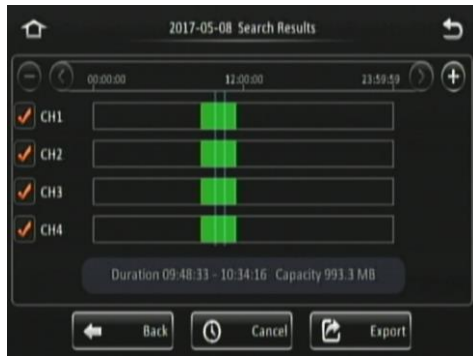 2017-05-08 Search Results
00:00:00 12:00:00 23:59:59
CH1
CH2
CH3
CH4
Duration 09:48:33 - 10:34:16 Capacity 993.3 MB
Back Cancel Export